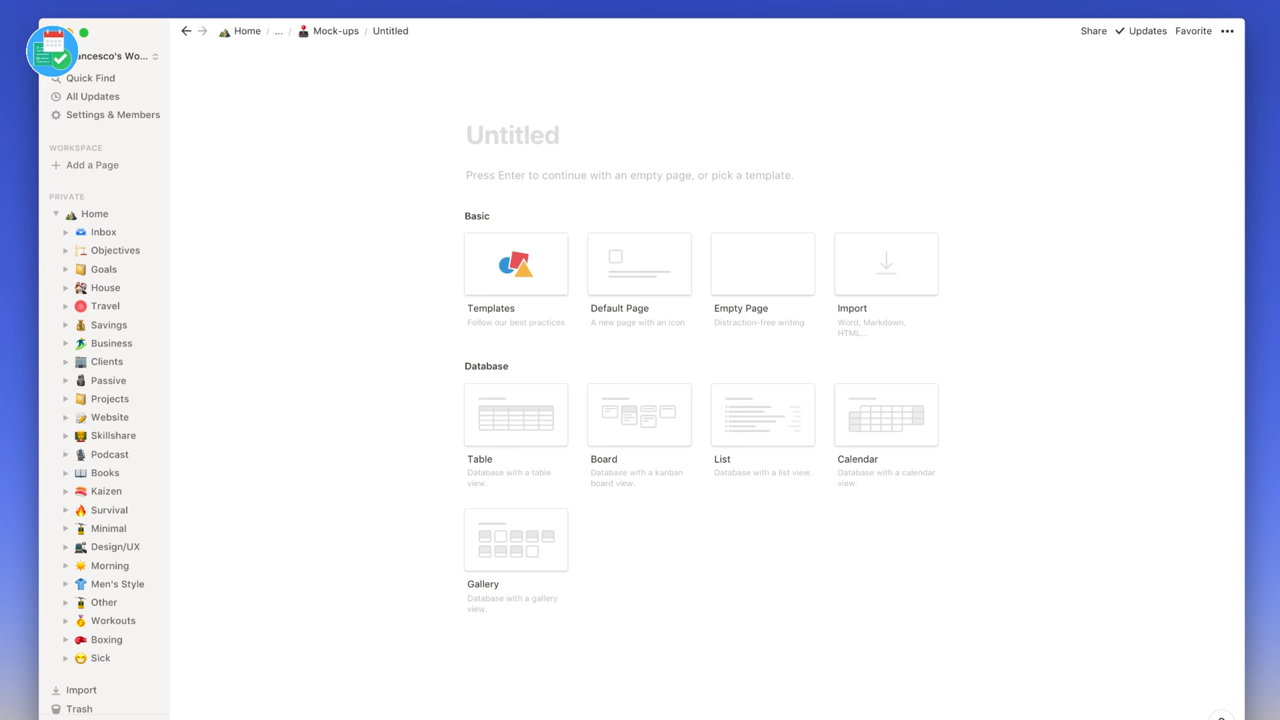 Home / ... / Mock-ups / Untitled
Share Updates Favorite
Quick Find
All Updates
Settings & Members
WORKSPACE
Add a Page
PRIVATE
Home
Inbox
Objectives
Goals
House
Travel
Savings
Business
Clients
Passive
Projects
Website
Skillshare
Podcast
Books
Kaizen
Survival
Minimal
Design/UX
Morning
Men's Style
Other
Workouts
Boxing
Sick
Import
Trash
Untitled
Press Enter to continue with an empty page, or pick a template.
Basic
Templates
Follow our best practices
Default Page
A new page with an icon
Empty Page
Distraction-free writing
Import
Word, Markdown,
HTML...
Database
Table
Database with a table
view.
Board
Database with a kanban
board view.
List
Database with a list view.
Calendar
Database with a calendar
view.
Gallery
Database with a gallery
view.